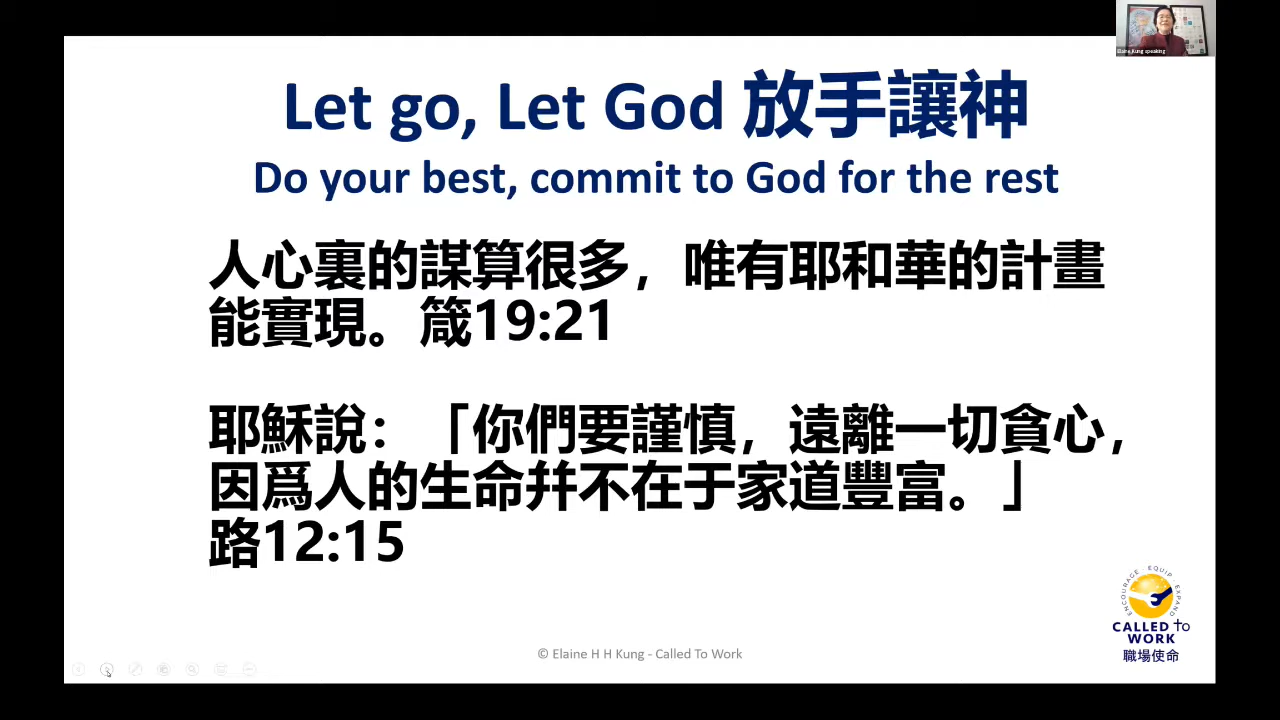 Elaine Kung speaking
Let go, Let God 放手讓神
Do your best, commit to God for the rest
人心裏的謀算很多，唯有耶和華的計畫
能實現。箴19:21
耶穌說：「你們要謹慎，遠離一切貪心，
因爲人的生命幷不在于家道豐富。」
路12:15
ENCOURAGE · EQUIP · EXPAND
CALLED To
WORK
職場使命
© Elaine H H Kung - Called To Work